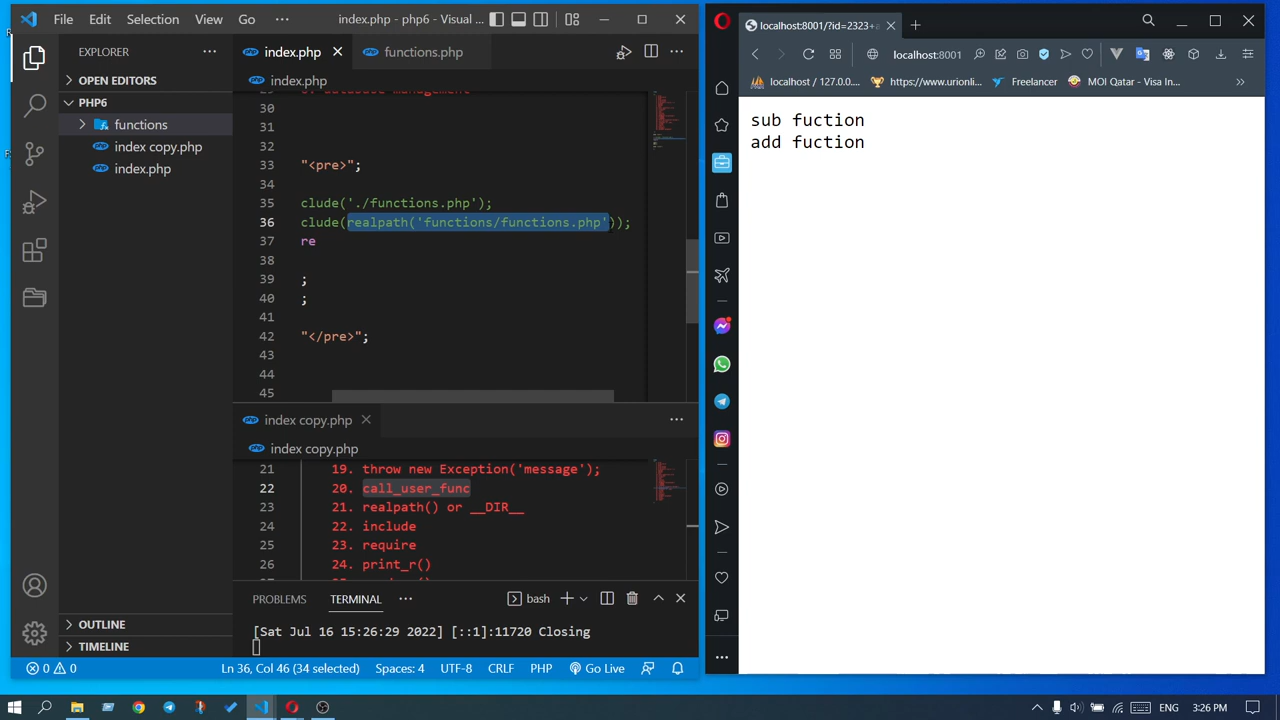 File Edit Selection View Go ··· index.php - php6 - Visual ...
EXPLORER
OPEN EDITORS
PHP6
functions
index copy.php
index.php
OUTLINE
TIMELINE
index.php
functions.php
index.php
30
31
32
33 "<pre>";
34
35 clude('./functions.php');
36 clude(realpath('functions/functions.php'));
37 re
38
39 ;
40 ;
41
42 "</pre>";
43
44
45
index copy.php
index copy.php
21 19. throw new Exception('message');
22 20. call_user_func
23 21. realpath() or __DIR__
24 22. include
25 23. require
26 24. print_r()
PROBLEMS TERMINAL ··· bash
[Sat Jul 16 15:26:29 2022] [::1]:11720 Closing
0 0 Ln 36, Col 46 (34 selected) Spaces: 4 UTF-8 CRLF PHP Go Live
localhost:8001/?id=2323
localhost:8001
localhost / 127.0.0.... https://www.uni-nli... Freelancer MOI Qatar - Visa In...
sub fuction
add fuction
ENG 3:26 PM